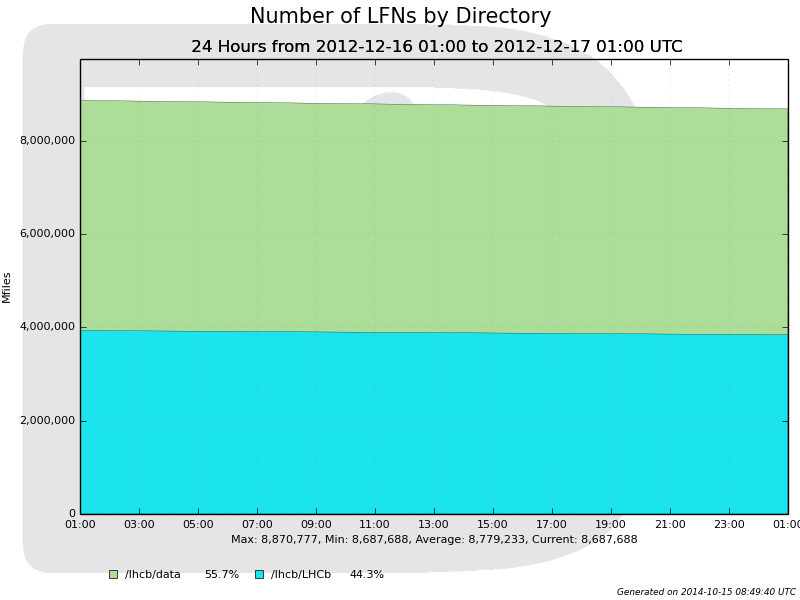 Number of LFNs by Directory
24 Hours from 2012-12-16 01:00 to 2012-12-17 01:00 UTC
8,000,000
6,000,000
4,000,000
2,000,000
0
Mfiles
01:00 03:00 05:00 07:00 09:00 11:00 13:00 15:00 17:00 19:00 21:00 23:00 01:00
Max: 8,870,777, Min: 8,687,688, Average: 8,779,233, Current: 8,687,688
/lhcb/data 55.7% /lhcb/LHCb 44.3%
Generated on 2014-10-15 08:49:40 UTC